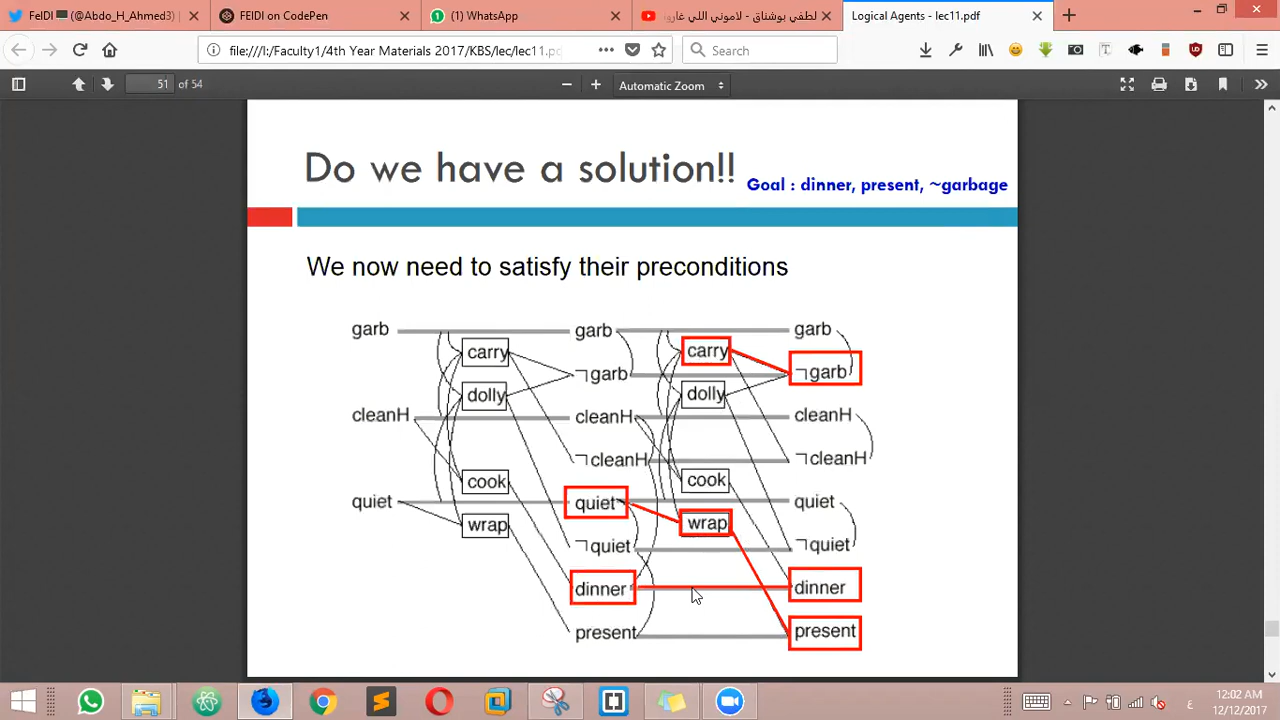 FeIDI (@Abdo_H_Ahmed3) |
FEIDI on CodePen
(1) WhatsApp
لطفي بوشناق - لاموني اللي غارو
Logical Agents - lec11.pdf
file:///I:/Faculty1/4th Year Materials 2017/KBS/lec/lec11.pd
Search
51 of 54
Automatic Zoom
Do we have a solution!!
Goal : dinner, present, ~garbage
We now need to satisfy their preconditions
garb garb garb
carry carry
¬garb ¬garb
dolly dolly
cleanH cleanH cleanH
¬cleanH ¬cleanH
cook cook
quiet quiet quiet
wrap wrap
¬quiet ¬quiet
dinner dinner
present present
12:02 AM
ع
12/12/2017